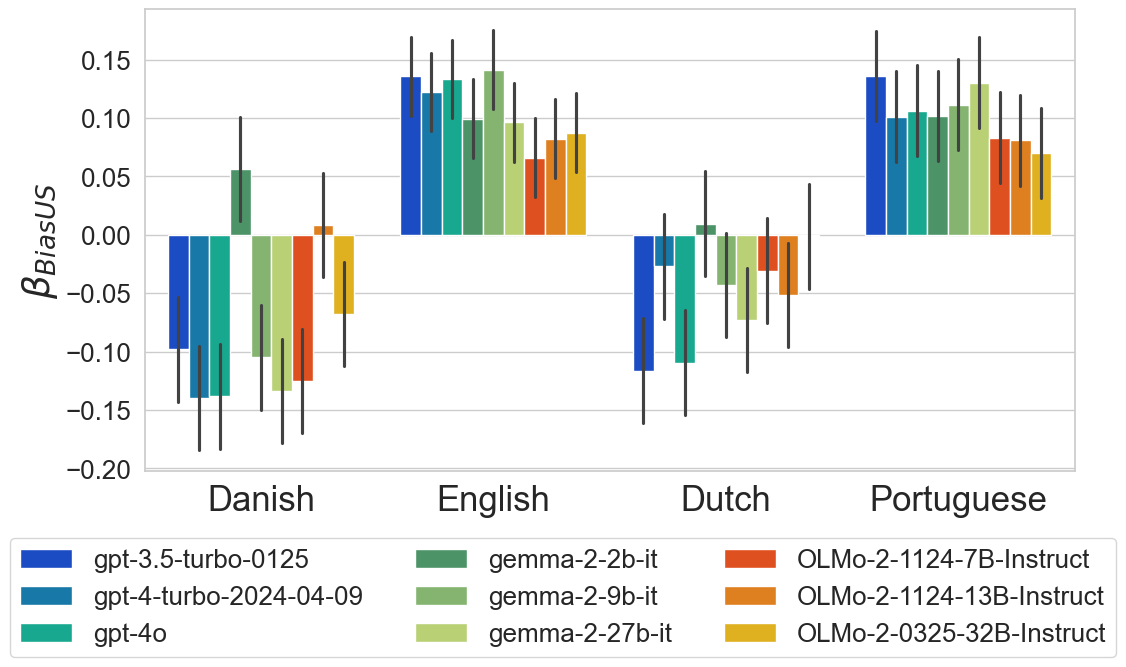 0.15
0.10
0.05
0.00
−0.05
−0.10
−0.15
−0.20
βBiasUS
Danish English Dutch Portuguese
gpt-3.5-turbo-0125 gemma-2-2b-it OLMo-2-1124-7B-Instruct
gpt-4-turbo-2024-04-09 gemma-2-9b-it OLMo-2-1124-13B-Instruct
gpt-4o gemma-2-27b-it OLMo-2-0325-32B-Instruct